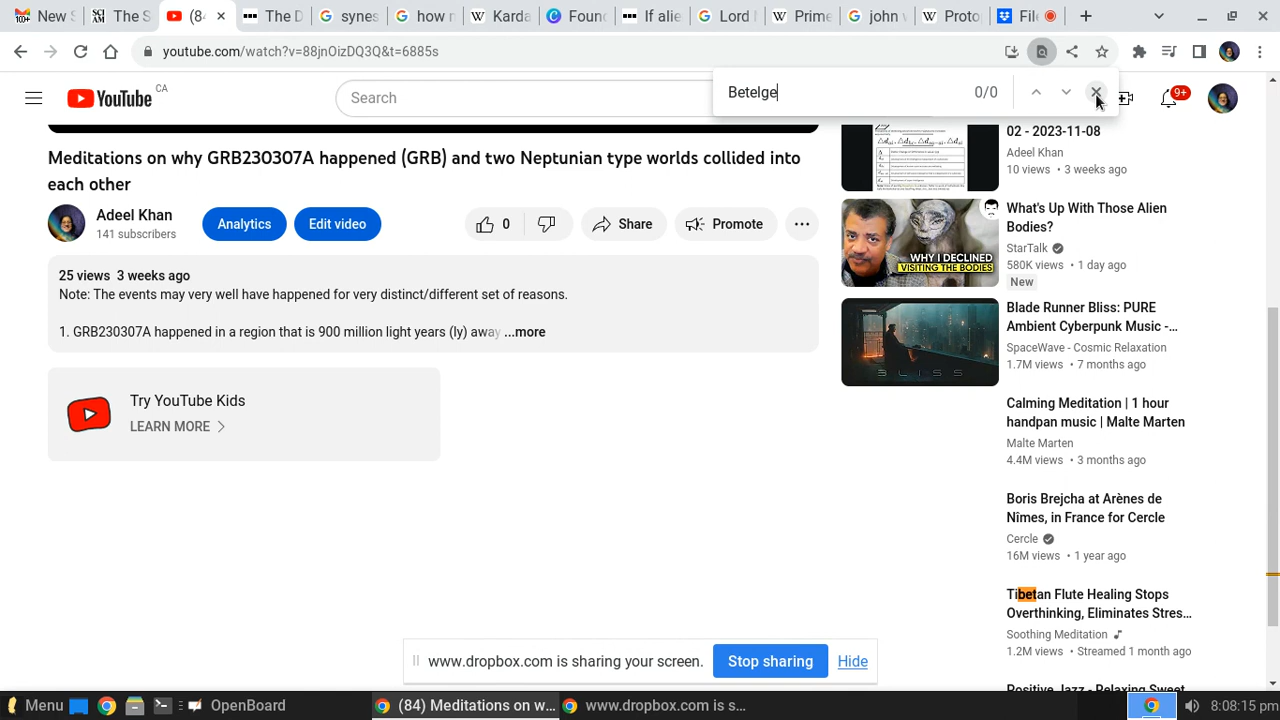 New S
The S
(84
The D
synes
how n
Karda
Found
If alie
Lord
Prime
john
Proto
Fil
youtube.com/watch?v=88jnOizDQ3Q&t=6885s
Betelge
0/0
YouTube
CA
Search
9+
Meditations on why GRB230307A happened (GRB) and two Neptunian type worlds collided into
each other
Adeel Khan
141 subscribers
Analytics
Edit video
0
Share
Promote
25 views 3 weeks ago
Note: The events may very well have happened for very distinct/different set of reasons.
1. GRB230307A happened in a region that is 900 million light years (ly) away ...more
Try YouTube Kids
LEARN MORE
02 - 2023-11-08
Adeel Khan
10 views • 3 weeks ago
WHY I DECLINED
VISITING THE BODIES
What's Up With Those Alien
Bodies?
StarTalk
580K views • 1 day ago
New
BLISS
Blade Runner Bliss: PURE
Ambient Cyberpunk Music -...
SpaceWave - Cosmic Relaxation
1.7M views • 7 months ago
Calming Meditation | 1 hour
handpan music | Malte Marten
Malte Marten
4.4M views • 3 months ago
Boris Brejcha at Arènes de
Nîmes, in France for Cercle
Cercle
16M views • 1 year ago
Tibetan Flute Healing Stops
Overthinking, Eliminates Stres...
Soothing Meditation
1.2M views • Streamed 1 month ago
Positive Jazz - Relaxing Sweet
www.dropbox.com is sharing your screen.
Stop sharing
Hide
Menu
OpenBoard
(84) Meditations on w...
www.dropbox.com is s...
8:08:15 pm